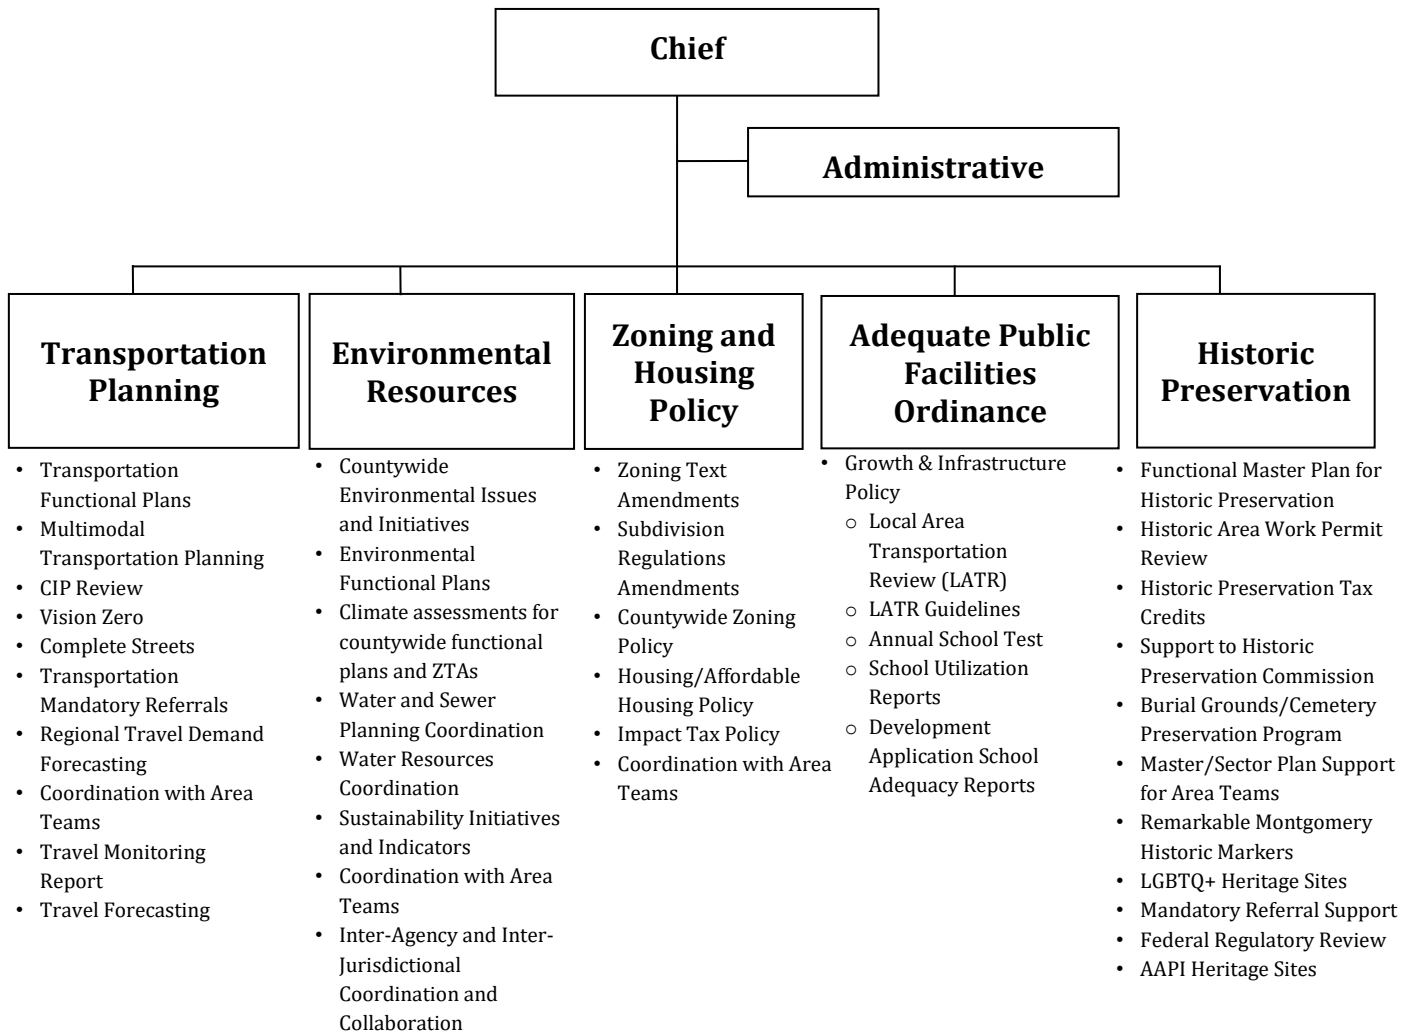 Chief
Administrative
Transportation
Planning
Environmental
Resources
Zoning and
Housing
Policy
Adequate Public
Facilities
Ordinance
Historic
Preservation
• Transportation
Functional Plans
• Multimodal
Transportation Planning
• CIP Review
• Vision Zero
• Complete Streets
• Transportation
Mandatory Referrals
• Regional Travel Demand
Forecasting
• Coordination with Area
Teams
• Travel Monitoring
Report
• Travel Forecasting
• Countywide
Environmental Issues
and Initiatives
• Environmental
Functional Plans
• Climate assessments for
countywide functional
plans and ZTAs
• Water and Sewer
Planning Coordination
• Water Resources
Coordination
• Sustainability Initiatives
and Indicators
• Coordination with Area
Teams
• Inter-Agency and Inter-
Jurisdictional
Coordination and
Collaboration
• Zoning Text
Amendments
• Subdivision
Regulations
Amendments
• Countywide Zoning
Policy
• Housing/Affordable
Housing Policy
• Impact Tax Policy
• Coordination with Area
Teams
• Growth & Infrastructure
Policy
o Local Area
Transportation
Review (LATR)
o LATR Guidelines
o Annual School Test
o School Utilization
Reports
o Development
Application School
Adequacy Reports
• Functional Master Plan for
Historic Preservation
• Historic Area Work Permit
Review
• Historic Preservation Tax
Credits
• Support to Historic
Preservation Commission
• Burial Grounds/Cemetery
Preservation Program
• Master/Sector Plan Support
for Area Teams
• Remarkable Montgomery
Historic Markers
• LGBTQ+ Heritage Sites
• Mandatory Referral Support
• Federal Regulatory Review
• AAPI Heritage Sites